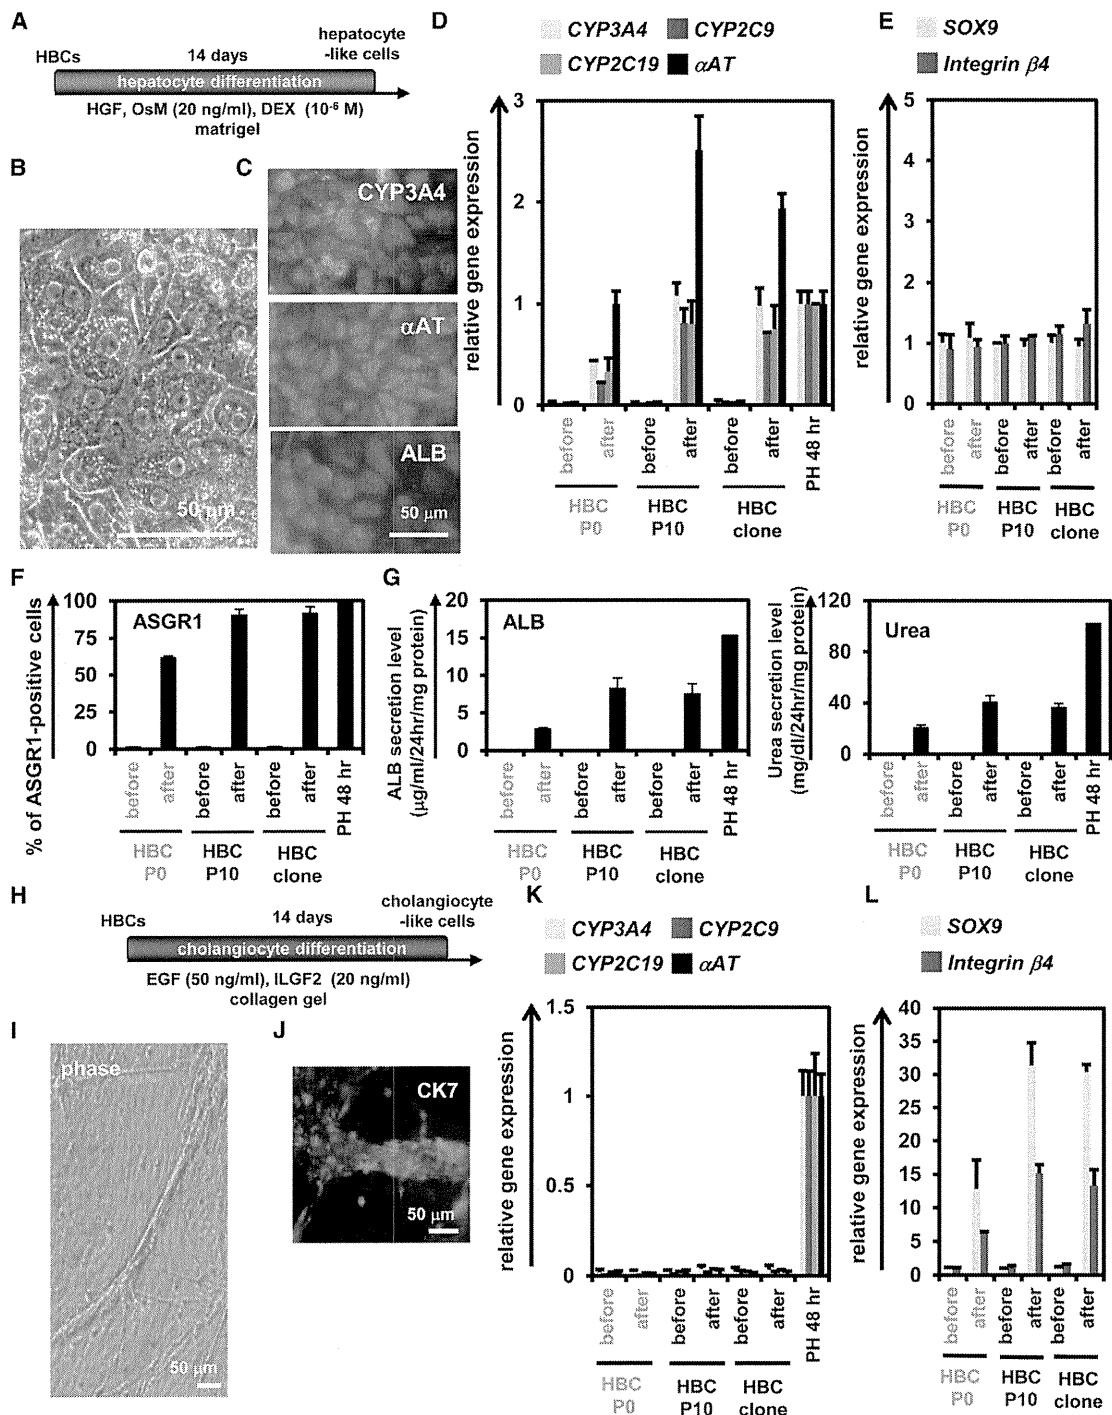 A
HBCs
14 days
hepatocyte
-like cells
hepatocyte differentiation
HGF, OsM (20 ng/ml), DEX (10⁻⁶ M)
matrigel
B
50 μm
C
CYP3A4
αAT
ALB
50 μm
D
CYP3A4
CYP2C9
CYP2C19
αAT
relative gene expression
3
2
1
0
before
after
before
after
before
after
PH 48 hr
HBC
P0
HBC
P10
HBC
clone
E
SOX9
Integrin β4
relative gene expression
5
4
3
2
1
0
before
after
before
after
before
after
HBC
P0
HBC
P10
HBC
clone
F
% of ASGR1-positive cells
ASGR1
100
75
50
25
0
before
after
before
after
before
after
PH 48 hr
HBC
P0
HBC
P10
HBC
clone
G
ALB secretion level
(μg/ml/24hr/mg protein)
ALB
20
15
10
5
0
before
after
before
after
before
after
PH 48 hr
HBC
P0
HBC
P10
HBC
clone
Urea secretion level
(mg/dl/24hr/mg protein)
Urea
120
80
40
0
before
after
before
after
before
after
PH 48 hr
HBC
P0
HBC
P10
HBC
clone
H
HBCs
14 days
cholangiocyte
-like cells
cholangiocyte differentiation
EGF (50 ng/ml), ILGF2 (20 ng/ml)
collagen gel
I
phase
50 μm
J
CK7
50 μm
K
CYP3A4
CYP2C9
CYP2C19
αAT
relative gene expression
1.5
1
0.5
0
before
after
before
after
before
after
PH 48 hr
HBC
P0
HBC
P10
HBC
clone
L
SOX9
Integrin β4
relative gene expression
40
35
30
25
20
15
10
5
0
before
after
before
after
before
after
HBC
P0
HBC
P10
HBC
clone